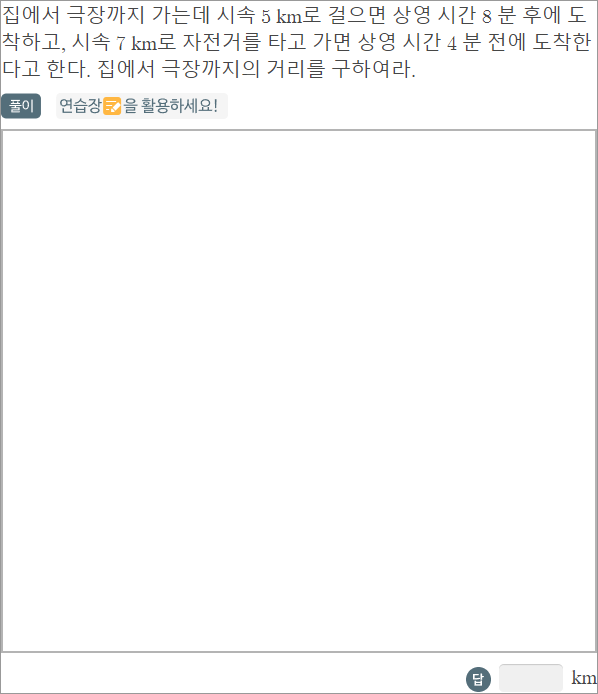 집에서 극장까지 가는데 시속 5 km로 걸으면 상영 시간 8 분 후에 도
착하고, 시속 7 km로 자전거를 타고 가면 상영 시간 4 분 전에 도착한
다고 한다. 집에서 극장까지의 거리를 구하여라.
풀이 연습장📝을 활용하세요!
답 km